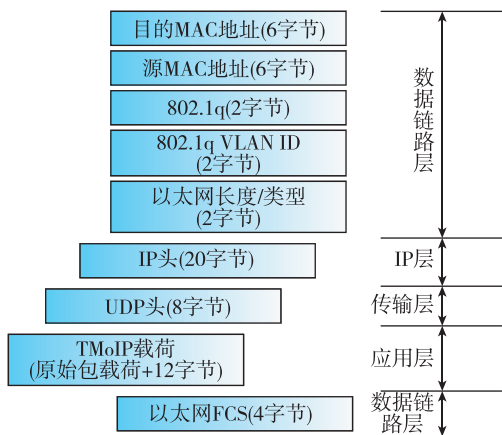 目的MAC地址(6字节)
源MAC地址(6字节)
802.1q(2字节)
802.1q VLAN ID
(2字节)
以太网长度/类型
(2字节)
数据链路层
IP头(20字节)
IP层
UDP头(8字节)
传输层
TMoIP载荷
(原始包载荷+12字节)
应用层
以太网FCS(4字节)
数据链
路层